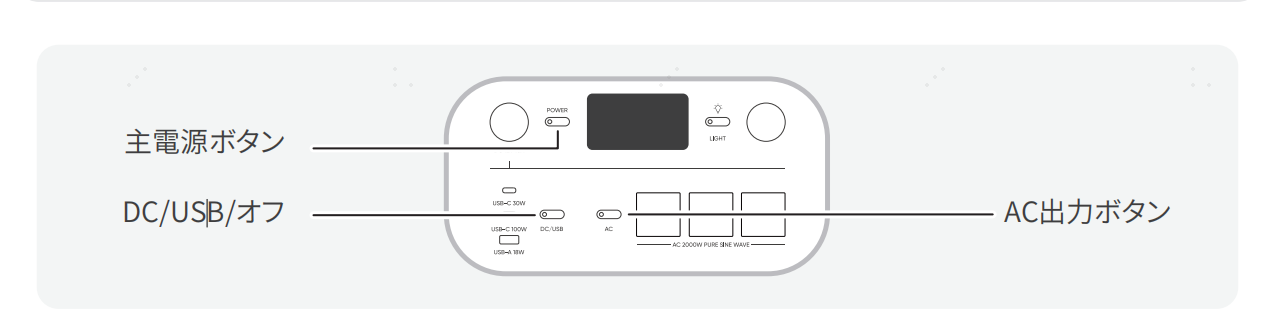 POWER
LIGHT
主電源ボタン
USB-C 30W
DC/USB/オフ
AC出力ボタン
USB-C 100W
DC/USB
AC
USB-A 18W
AC 2000W PURE SINE WAVE